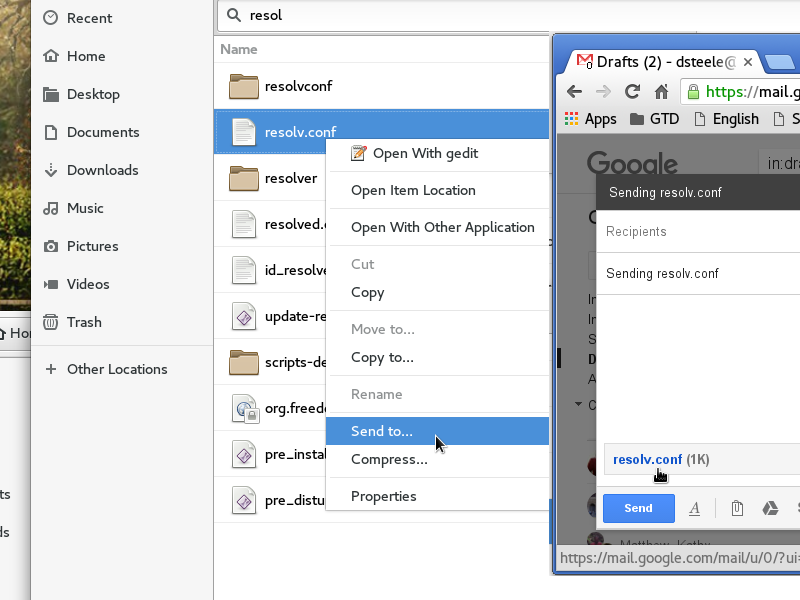 Recent
Home
Desktop
Documents
Downloads
Music
Pictures
Videos
Trash
Other Locations
resol
Name
resolvconf
resolv.conf
resolver
resolved.
id_resolve
update-re
scripts-de
org.freed
pre_instal
pre_distu
Open With gedit
Open Item Location
Open With Other Application
Cut
Copy
Move to...
Copy to...
Rename
Send to...
Compress...
Properties
Drafts (2) - dsteele@
https://mail.g
Apps
GTD
English
S
Google
in:dra
Sending resolv.conf
Recipients
Sending resolv.conf
resolv.conf (1K)
Send
Matthew, Kathy
https://mail.google.com/mail/u/0/?ui=
Ho
ts
ds